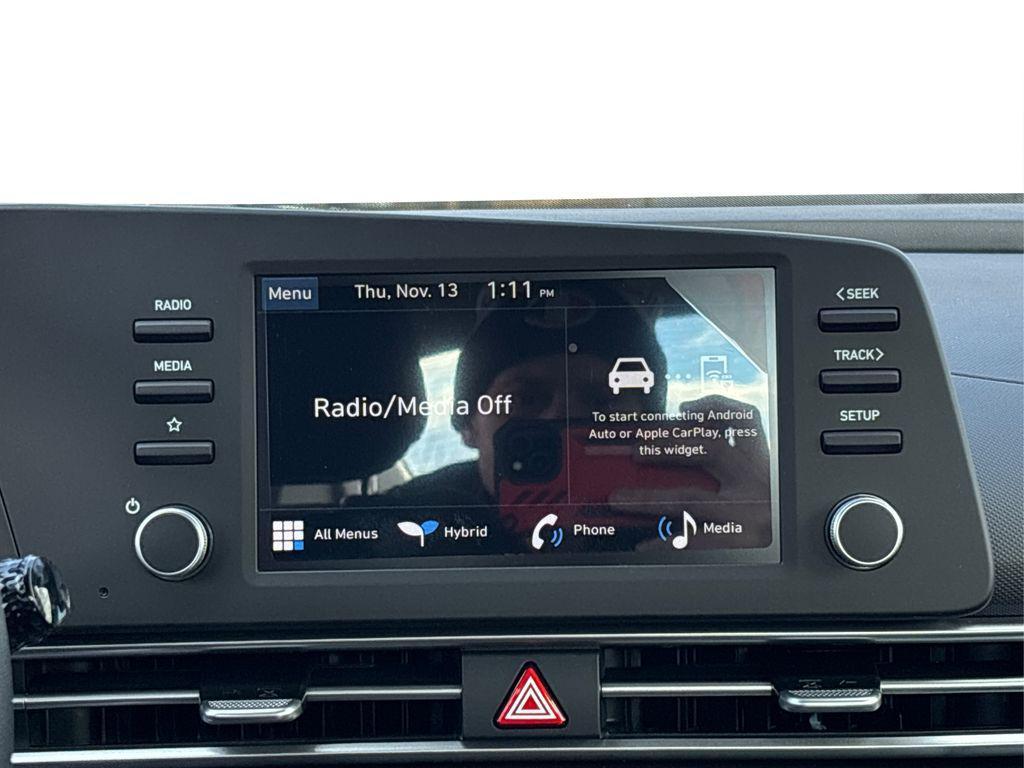 Menu
Thu, Nov. 13
1:11 PM
RADIO
MEDIA
Radio/Media Off
To start connecting Android
Auto or Apple CarPlay, press
this widget.
All Menus
Hybrid
Phone
Media
<SEEK
TRACK>
SETUP